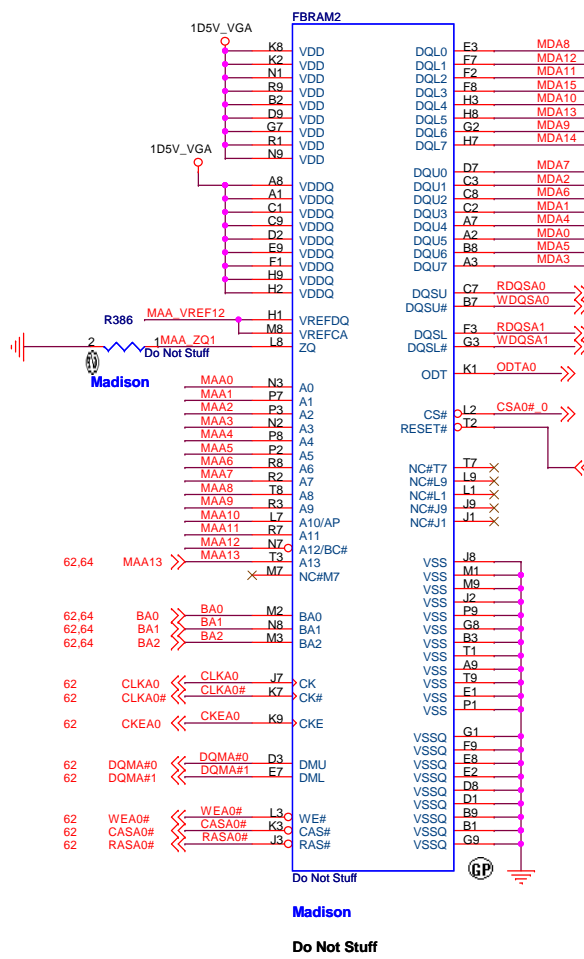 FBRAM2
1D5V_VGA
K8 VDD DQL0 E3 MDA8
K2 VDD DQL1 F7 MDA12
N1 VDD DQL2 F2 MDA11
R9 VDD DQL3 F8 MDA15
B2 VDD DQL4 H3 MDA10
D9 VDD DQL5 H8 MDA13
G7 VDD DQL6 G2 MDA9
R1 VDD DQL7 H7 MDA14
N9 VDD
1D5V_VGA
DQU0 D7 MDA7
A8 VDDQ DQU1 C3 MDA2
A1 VDDQ DQU2 C8 MDA6
C1 VDDQ DQU3 C2 MDA1
C9 VDDQ DQU4 A7 MDA4
D2 VDDQ DQU5 A2 MDA0
E9 VDDQ DQU6 B8 MDA5
F1 VDDQ DQU7 A3 MDA3
H9 VDDQ
H2 VDDQ
DQSU C7 RDQSA0
DQSU# B7 WDQSA0
MAA_VREF12 H1 VREFDQ
M8 VREFCA DQSL F3 RDQSA1
R386
2 1 MAA_ZQ1 L8 ZQ DQSL# G3 WDQSA1
Do Not Stuff
Madison
ODT K1 ODTA0
MAA0 N3 A0
MAA1 P7 A1
MAA2 P3 A2 CS# L2 CSA0#_0
MAA3 N2 A3 RESET# T2
MAA4 P8 A4
MAA5 P2 A5
MAA6 R8 A6 NC#T7 T7
MAA7 R2 A7 NC#L9 L9
MAA8 T8 A8 NC#L1 L1
MAA9 R3 A9 NC#J9 J9
MAA10 L7 A10/AP NC#J1 J1
MAA11 R7 A11
MAA12 N7 A12/BC#
62,64 MAA13 T3 A13 VSS J8
M7 NC#M7 VSS M1
VSS M9
VSS J2
62,64 BA0 BA0 M2 BA0 VSS P9
62,64 BA1 BA1 N8 BA1 VSS G8
62,64 BA2 BA2 M3 BA2 VSS B3
VSS T1
VSS A9
62 CLKA0 CLKA0 J7 CK VSS T9
62 CLKA0# CLKA0# K7 CK# VSS E1
VSS P1
62 CKEA0 CKEA0 K9 CKE
VSSQ G1
VSSQ F9
62 DQMA#0 DQMA#0 D3 DMU VSSQ E8
62 DQMA#1 DQMA#1 E7 DML VSSQ E2
VSSQ D8
VSSQ D1
62 WEA0# WEA0# L3 WE# VSSQ B9
62 CASA0# CASA0# K3 CAS# VSSQ B1
62 RASA0# RASA0# J3 RAS# VSSQ G9
GP
Do Not Stuff
Madison
Do Not Stuff